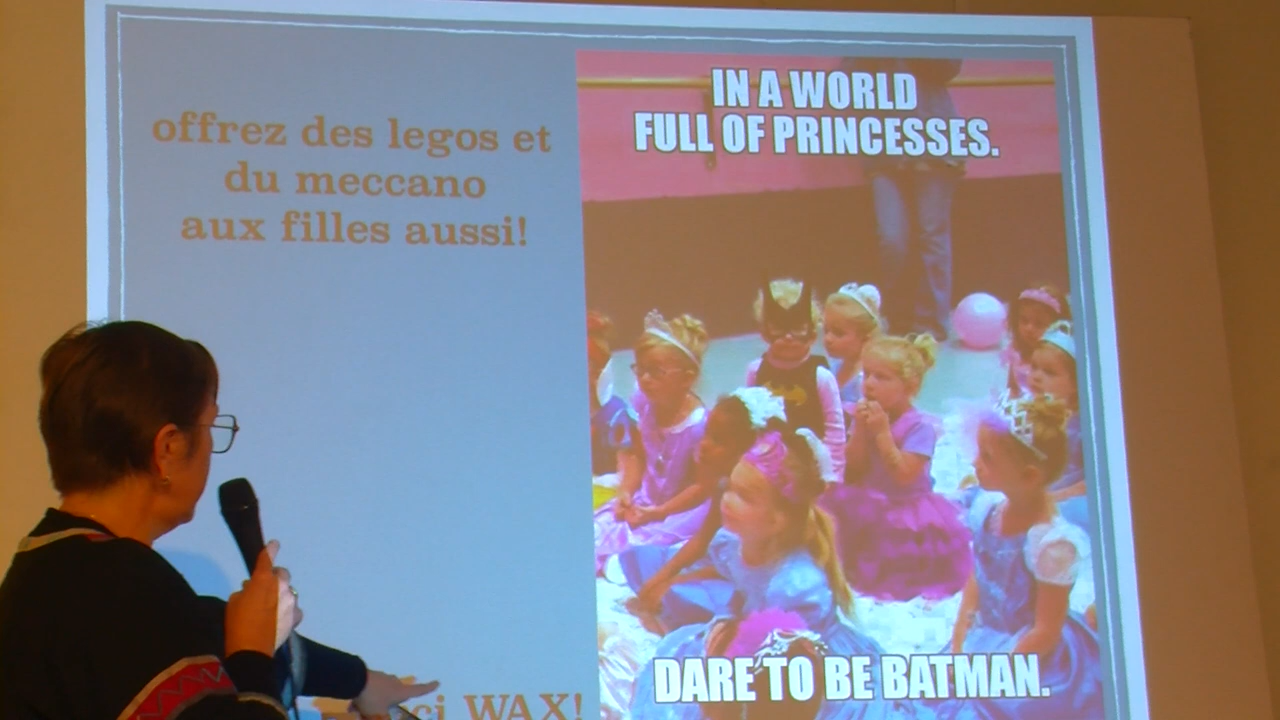 offrez des legos et
du meccano
aux filles aussi!
WAX!
IN A WORLD
FULL OF PRINCESSES.
DARE TO BE BATMAN.